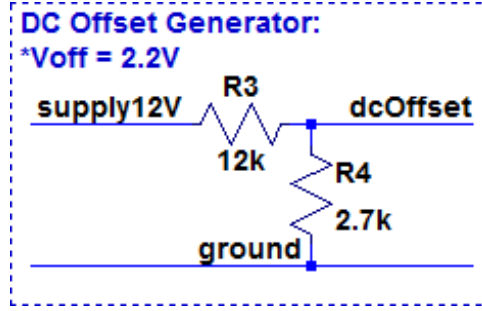 DC Offset Generator:
*Voff = 2.2V
R3
supply12V
dcOffset
12k
R4
2.7k
ground